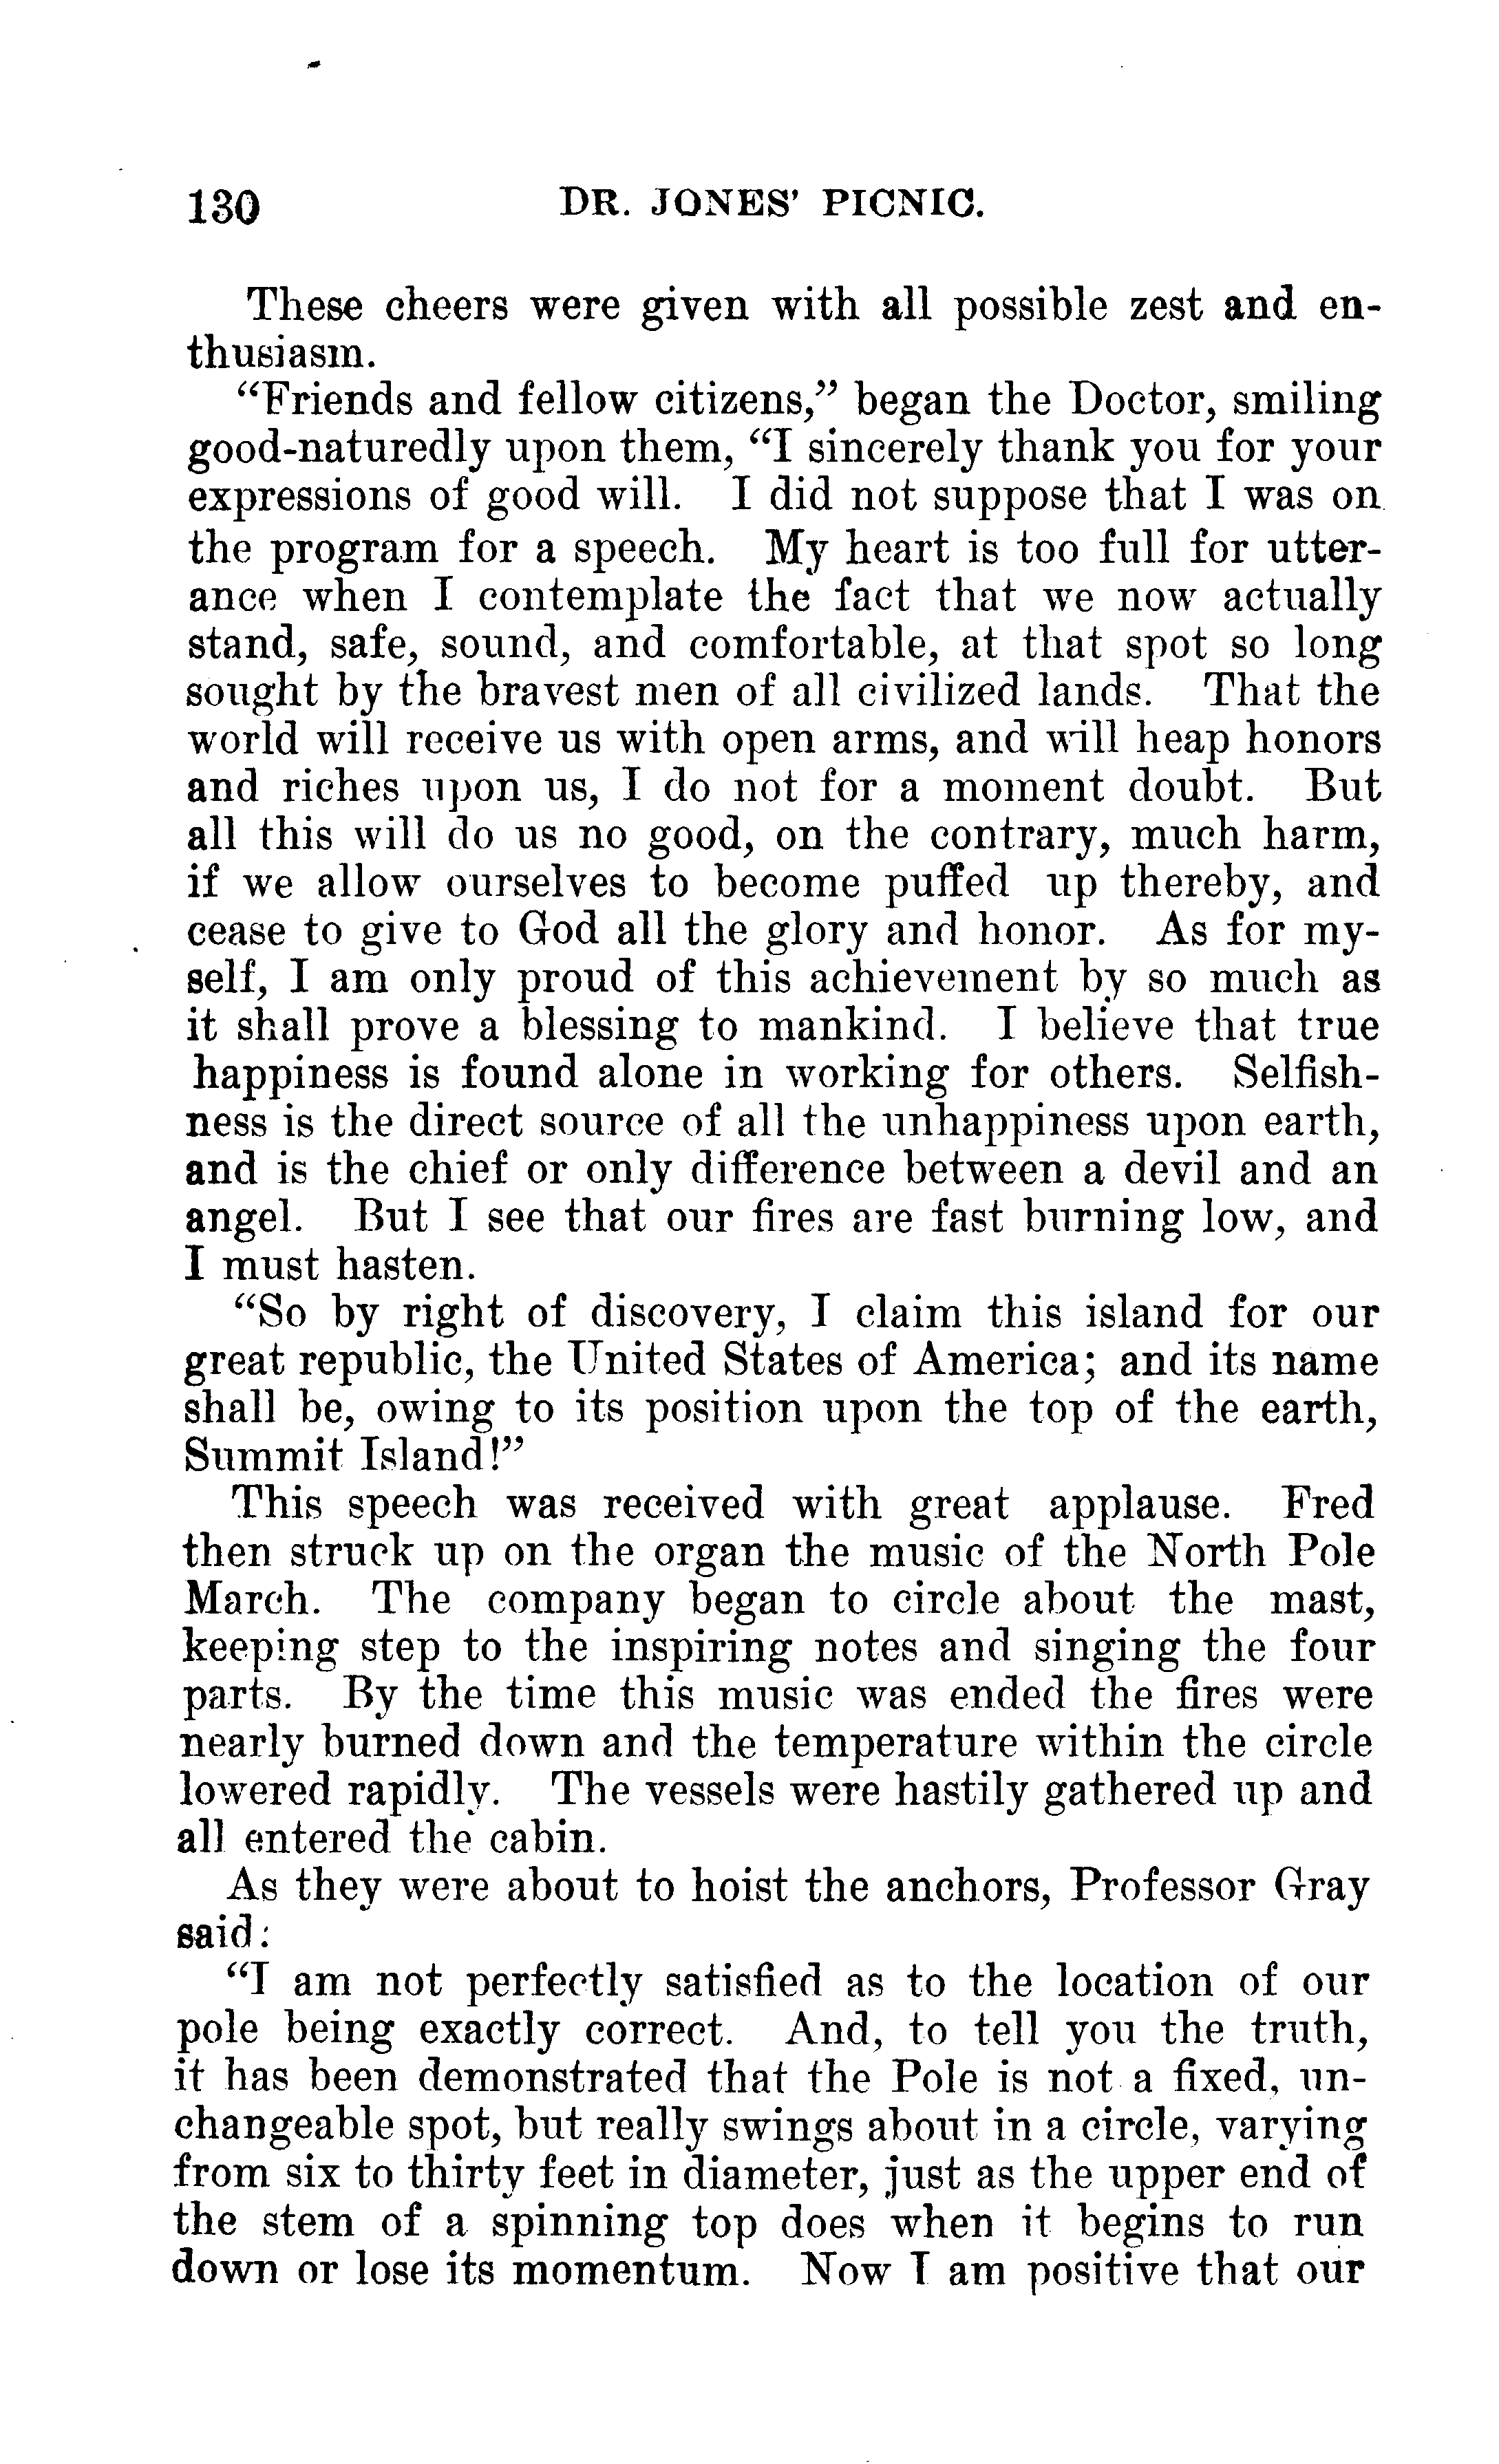 130 DR. JONES' PICNIC.
These cheers were given with all possible zest and en-
thusiasm.
“Friends and fellow citizens,” began the Doctor, smiling
good-naturedly upon them, “I sincerely thank you for your
expressions of good will. I did not suppose that I was on
the program for a speech. My heart is too full for utter-
ance when I contemplate the fact that we now actually
stand, safe, sound, and comfortable, at that spot so long
sought by the bravest men of all civilized lands. That the
world will receive us with open arms, and will heap honors
and riches upon us, I do not for a moment doubt. But
all this will do us no good, on the contrary, much harm,
if we allow ourselves to become puffed up thereby, and
cease to give to God all the glory and honor. As for my-
self, I am only proud of this achievement by so much as
it shall prove a blessing to mankind. I believe that true
happiness is found alone in working for others. Selfish-
ness is the direct source of all the unhappiness upon earth,
and is the chief or only difference between a devil and an
angel. But I see that our fires are fast burning low, and
I must hasten.
“So by right of discovery, I claim this island for our
great republic, the United States of America; and its name
shall be, owing to its position upon the top of the earth,
Summit Island!”
This speech was received with great applause. Fred
then struck up on the organ the music of the North Pole
March. The company began to circle about the mast,
keeping step to the inspiring notes and singing the four
parts. By the time this music was ended the fires were
nearly burned down and the temperature within the circle
lowered rapidly. The vessels were hastily gathered up and
all entered the cabin.
As they were about to hoist the anchors, Professor Gray
said:
“I am not perfectly satisfied as to the location of our
pole being exactly correct. And, to tell you the truth,
it has been demonstrated that the Pole is not a fixed, un-
changeable spot, but really swings about in a circle, varying
from six to thirty feet in diameter, just as the upper end of
the stem of a spinning top does when it begins to run
down or lose its momentum. Now I am positive that our